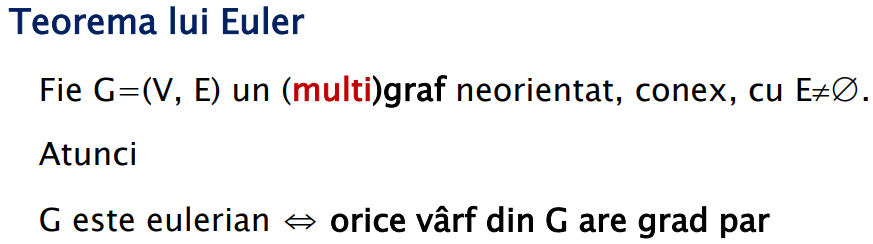 Teorema lui Euler
Fie G=(V, E) un (multi)graf neorientat, conex, cu E≠∅.
Atunci
G este eulerian ⇔ orice vârf din G are grad par